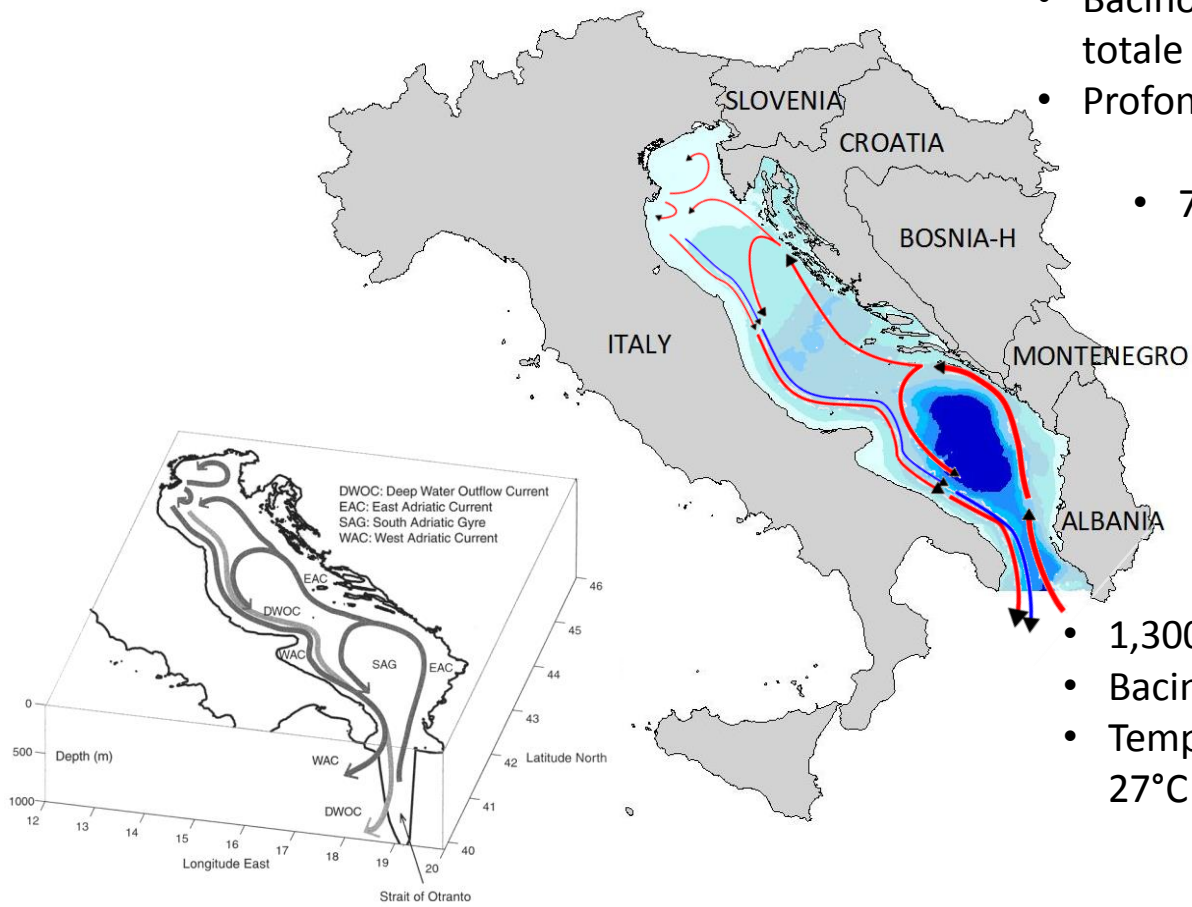 • Bacino
totale
• Profon
• 7
SLOVENIA
CROATIA
BOSNIA-H
ITALY
MONTENEGRO
ALBANIA
• 1,300
• Bacin
• Temp
27°C
DWOC: Deep Water Outflow Current
EAC: East Adriatic Current
SAG: South Adriatic Gyre
WAC: West Adriatic Current
EAC
DWOC
WAC
SAG
EAC
WAC
DWOC
0
500
1000
Depth (m)
12
13
14
15
16
17
18
19
20
Longitude East
46
45
44
43
42
41
40
Latitude North
Strait of Otranto